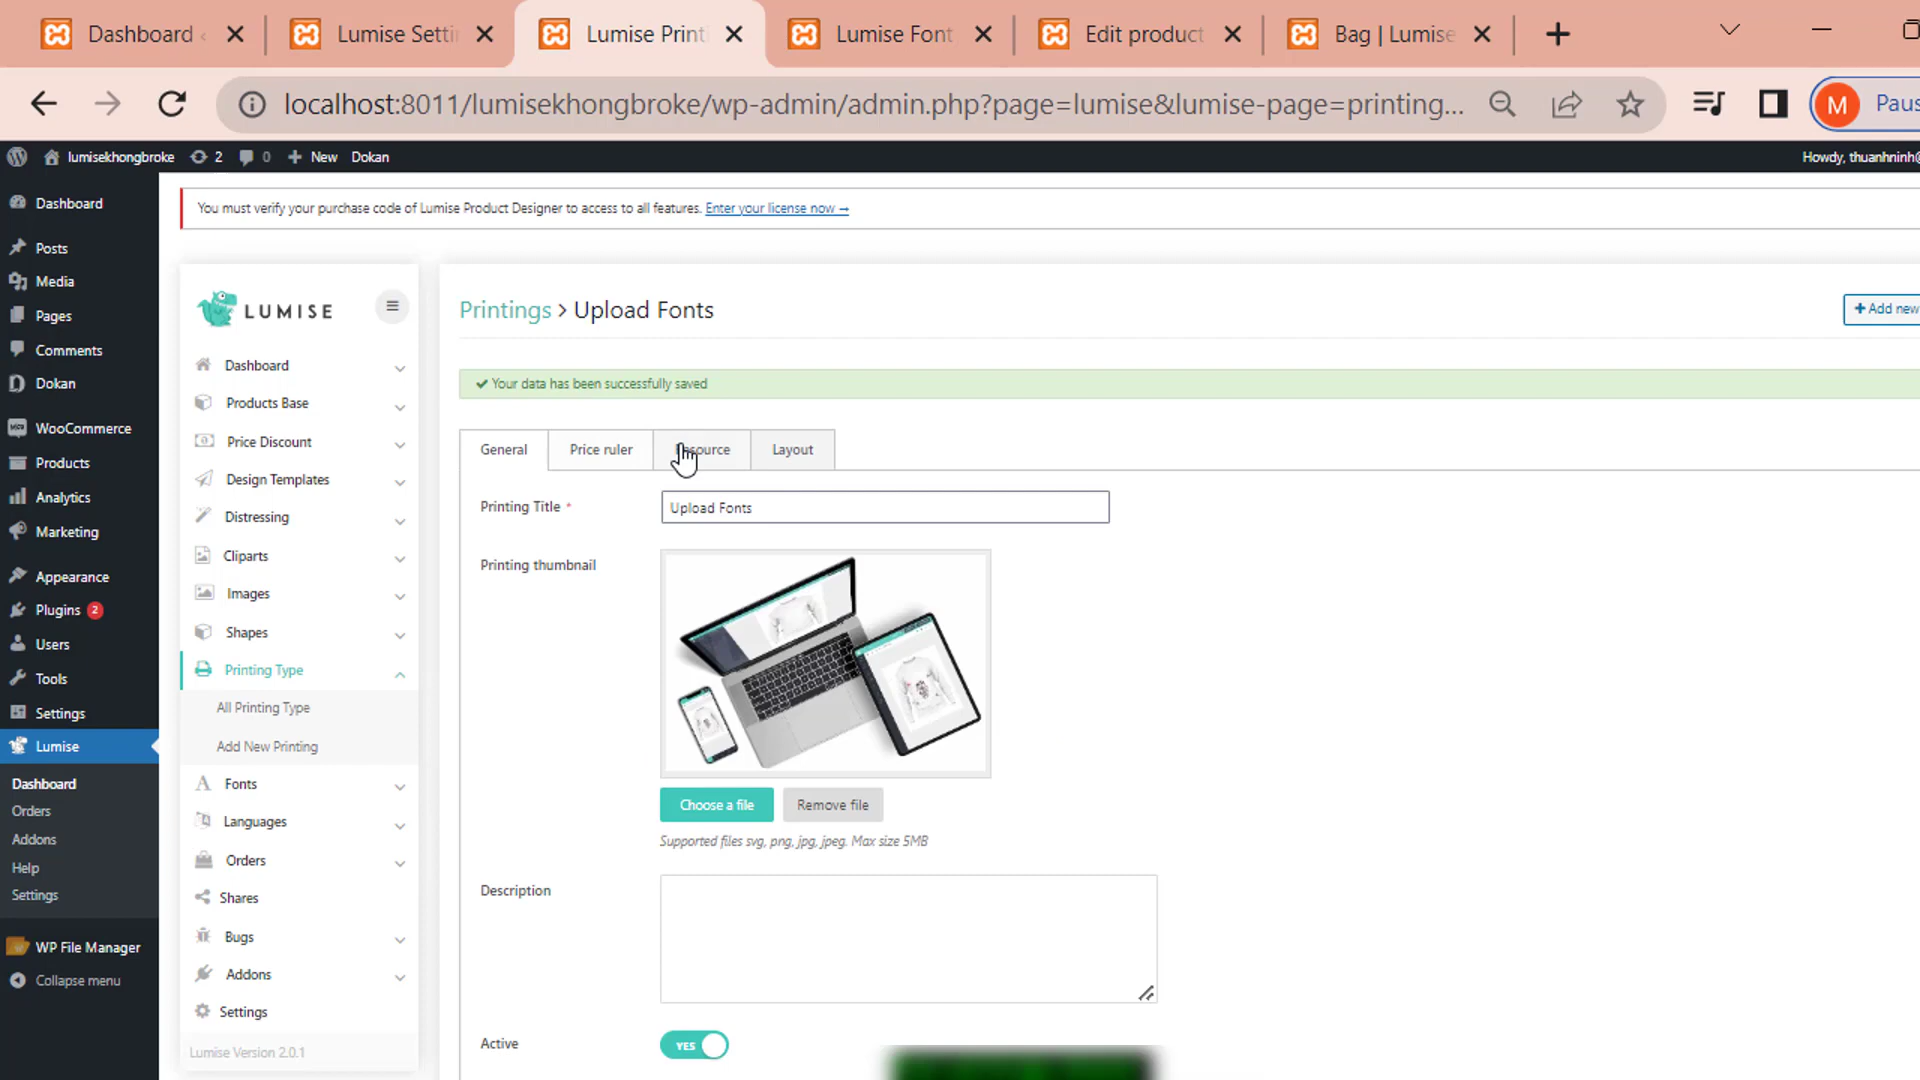 Dashboard
Lumise Setti
Lumise Print
Lumise Font
Edit product
Bag | Lumise
localhost:8011/lumisekhongbroke/wp-admin/admin.php?page=lumise&lumise-page=printing...
M
Paus
lumisekhongbroke
2
0
New
Dokan
Howdy, thuanhninh@
Dashboard
Posts
Media
Pages
Comments
Dokan
WooCommerce
Products
Analytics
Marketing
Appearance
Plugins 2
Users
Tools
Settings
Lumise
Dashboard
Orders
Addons
Help
Settings
WP File Manager
Collapse menu
You must verify your purchase code of Lumise Product Designer to access to all features. Enter your license now →
LUMISE
Dashboard
Products Base
Price Discount
Design Templates
Distressing
Cliparts
Images
Shapes
Printing Type
All Printing Type
Add New Printing
Fonts
Languages
Orders
Shares
Bugs
Addons
Settings
Lumise Version 2.0.1
Printings > Upload Fonts
+ Add new
Your data has been successfully saved
General
Price ruler
Resource
Layout
Printing Title *
Upload Fonts
Printing thumbnail
Choose a file
Remove file
Supported files svg, png, jpg, jpeg. Max size 5MB
Description
Active
YES